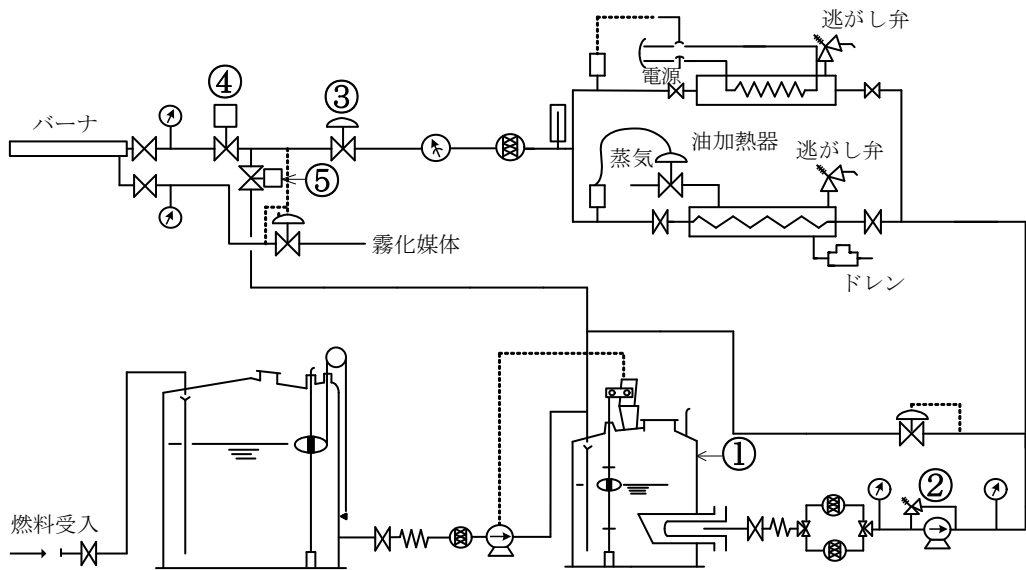 逃がし弁
電源
④
③
バーナ
油加熱器
蒸気
逃がし弁
⑤
霧化媒体
ドレン
①
②
燃料受入